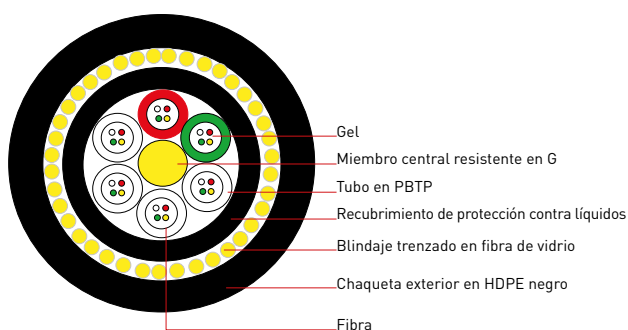 Gel
Miembro central resistente en G
Tubo en PBTP
Recubrimiento de protección contra líquidos
Blindaje trenzado en fibra de vidrio
Chaqueta exterior en HDPE negro
Fibra